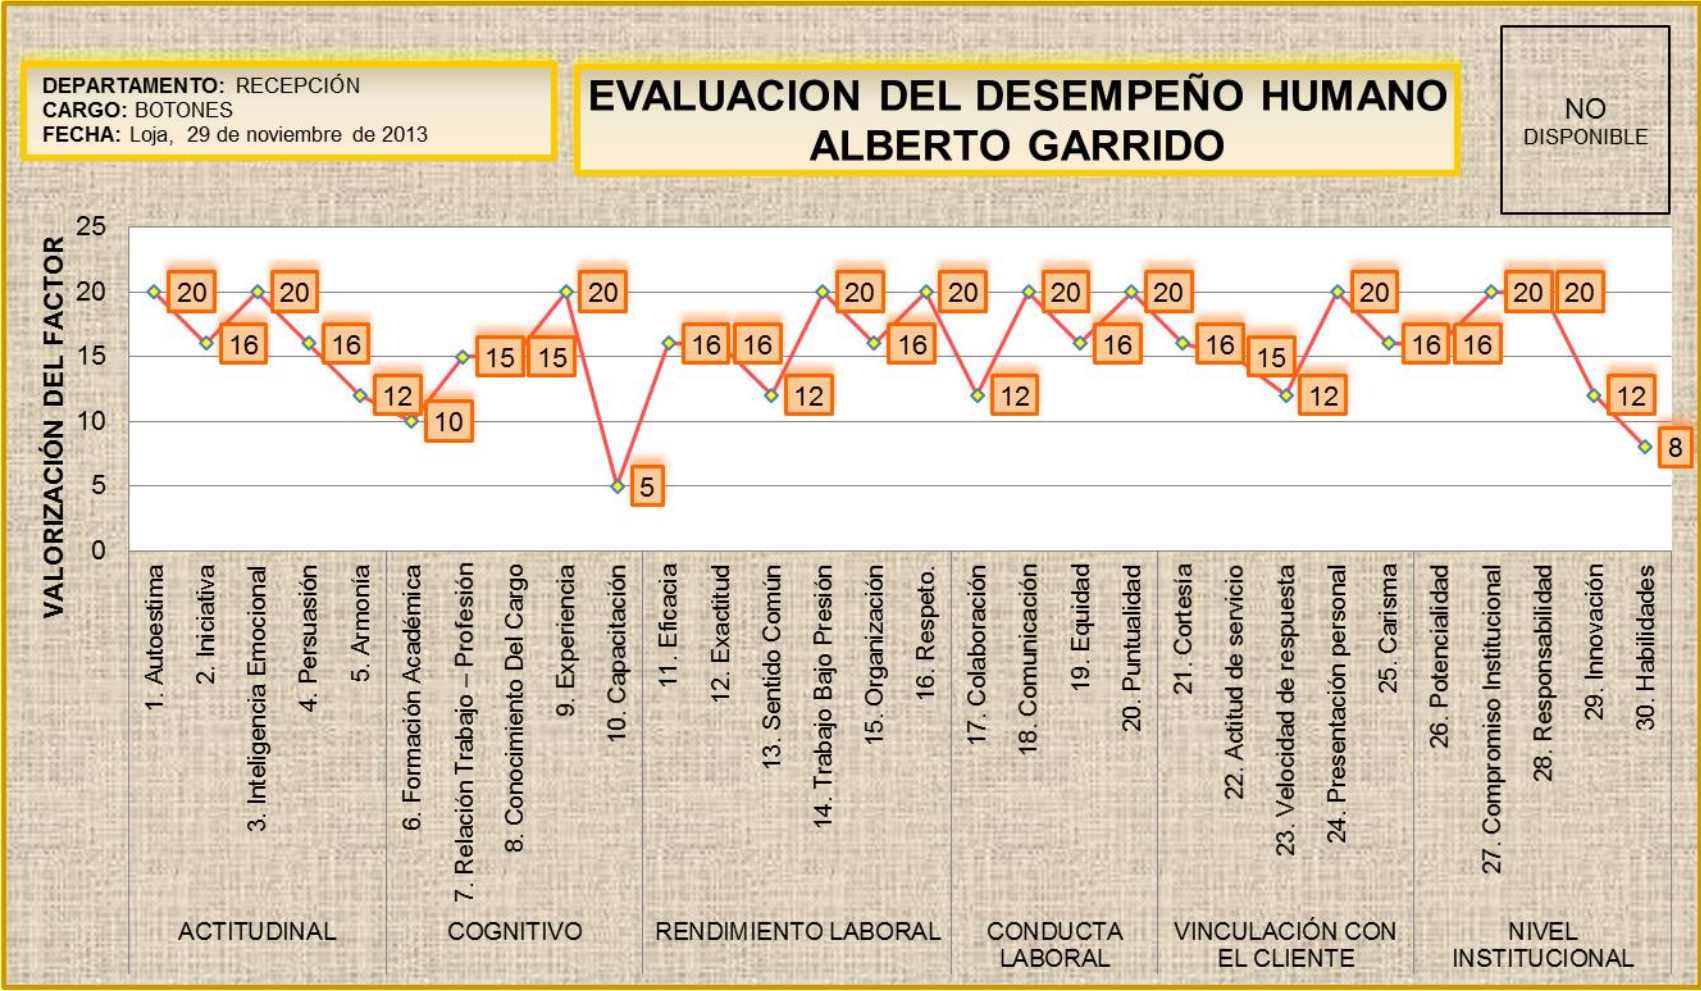 DEPARTAMENTO: RECEPCIÓN
CARGO: BOTONES
FECHA: Loja, 29 de noviembre de 2013
EVALUACION DEL DESEMPEÑO HUMANO
ALBERTO GARRIDO
NO
DISPONIBLE
VALORIZACIÓN DEL FACTOR
25
20
15
10
5
0
20
16
20
16
12
10
15
15
20
5
16
16
12
20
16
20
12
20
16
20
16
15
12
20
16
16
20
20
12
8
1. Autoestima
2. Iniciativa
3. Inteligencia Emocional
4. Persuasión
5. Armonía
6. Formación Académica
7. Relación Trabajo – Profesión
8. Conocimiento Del Cargo
9. Experiencia
10. Capacitación
11. Eficacia
12. Exactitud
13. Sentido Común
14. Trabajo Bajo Presión
15. Organización
16. Respeto.
17. Colaboración
18. Comunicación
19. Equidad
20. Puntualidad
21. Cortesía
22. Actitud de servicio
23. Velocidad de respuesta
24. Presentación personal
25. Carisma
26. Potencialidad
27. Compromiso Institucional
28. Responsabilidad
29. Innovación
30. Habilidades
ACTITUDINAL
COGNITIVO
RENDIMIENTO LABORAL
CONDUCTA
LABORAL
VINCULACIÓN CON
EL CLIENTE
NIVEL
INSTITUCIONAL